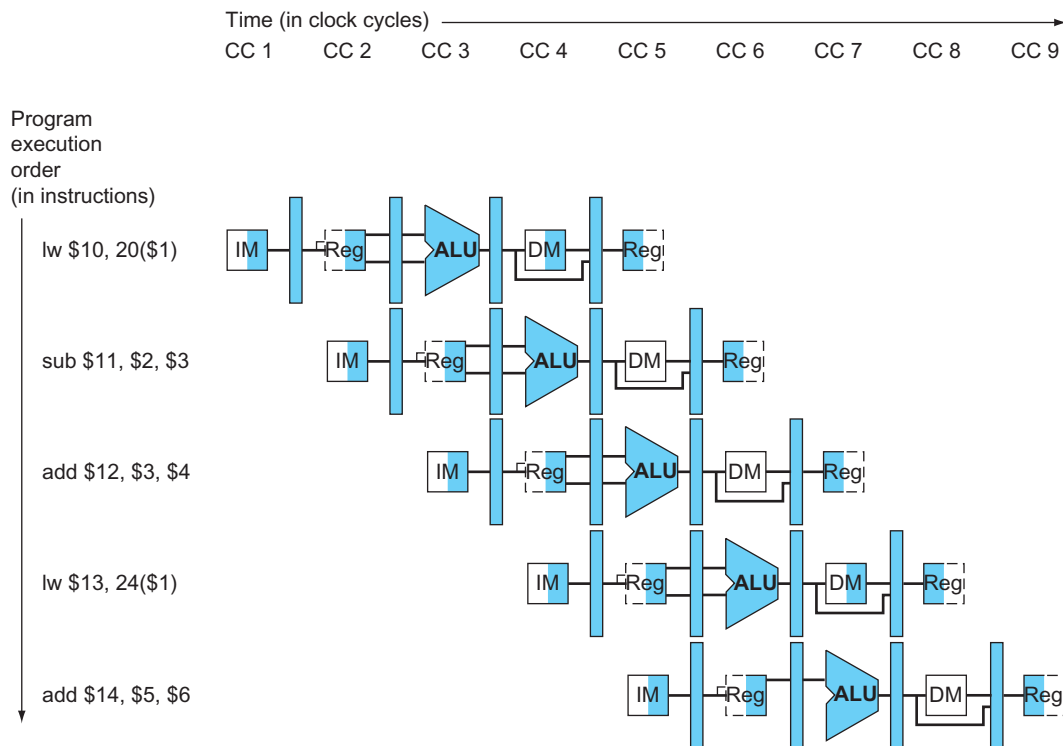 Time (in clock cycles)
CC 1 CC 2 CC 3 CC 4 CC 5 CC 6 CC 7 CC 8 CC 9
Program
execution
order
(in instructions)
lw $10, 20($1) IM Reg ALU DM Reg
sub $11, $2, $3 IM Reg ALU DM Reg
add $12, $3, $4 IM Reg ALU DM Reg
lw $13, 24($1) IM Reg ALU DM Reg
add $14, $5, $6 IM Reg ALU DM Reg